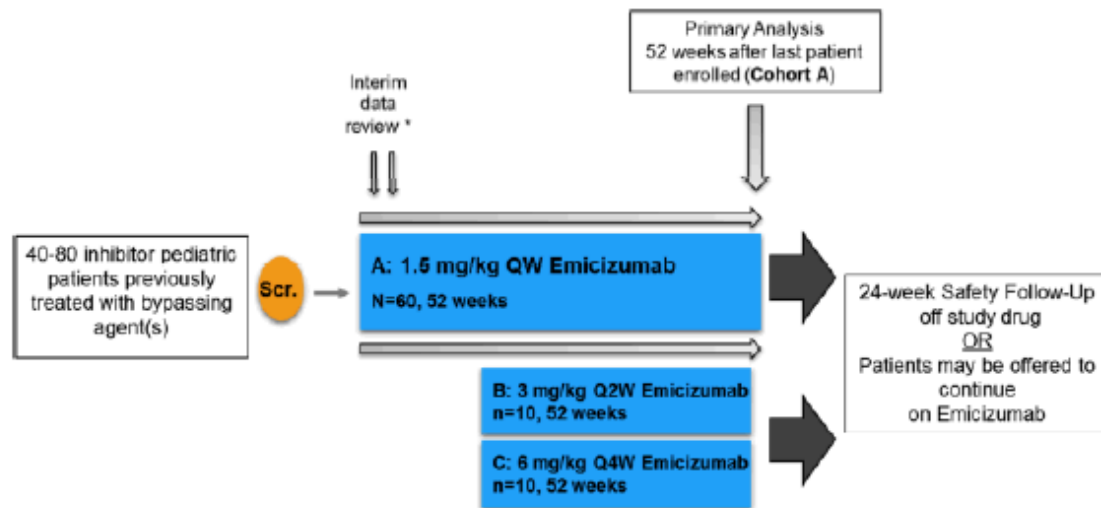 Primary Analysis
52 weeks after last patient
enrolled (Cohort A)
Interim
data
review *
40-80 inhibitor pediatric
patients previously
treated with bypassing
agent(s)
Scr.
A: 1.5 mg/kg QW Emicizumab
N=60, 52 weeks
B: 3 mg/kg Q2W Emicizumab
n=10, 52 weeks
C: 6 mg/kg Q4W Emicizumab
n=10, 52 weeks
24-week Safety Follow-Up
off study drug
OR
Patients may be offered to
continue
on Emicizumab